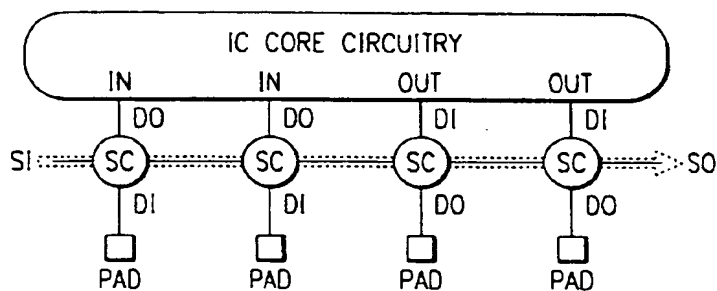 IC CORE CIRCUITRY
IN IN OUT OUT
DO DO DI DI
SI SC SC SC SC SO
DI DI DO DO
PAD PAD PAD PAD